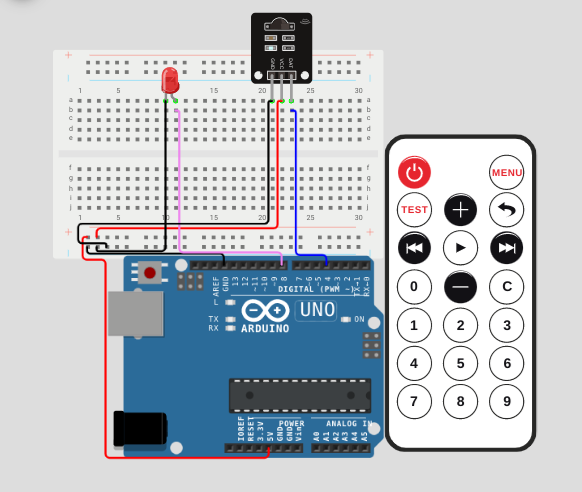 GND
VCC
DAT
1 5 10 15 20 25 30
a a
b b
c c
d d
e e
f f
g g
h h
i i
j j
1 5 10 15 20 25 30
AREF
GND
13
12
~11
~10
~9
8
7
~6
~5
4
~3
2
TX→1
RX←0
DIGITAL (PWM ~)
L
TX
RX
UNO
ARDUINO
ON
IOREF
RESET
3.3V
5V
GND
GND
Vin
POWER
ANALOG IN
A0
A1
A2
A3
A4
A5
MENU
TEST
+
0 — C
1 2 3
4 5 6
7 8 9